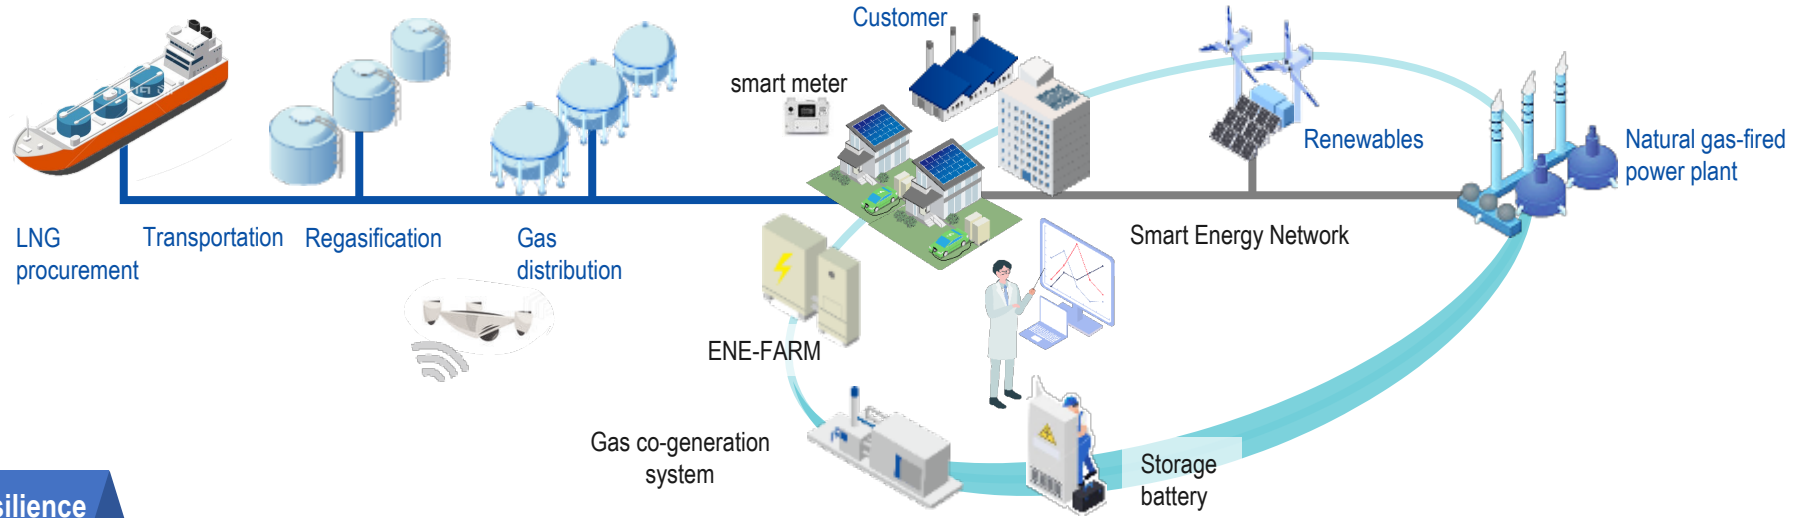 Customer
smart meter
Renewables
Natural gas-fired
power plant
LNG
procurement
Transportation
Regasification
Gas
distribution
Smart Energy Network
ENE-FARM
Gas co-generation
system
Storage
battery
silience